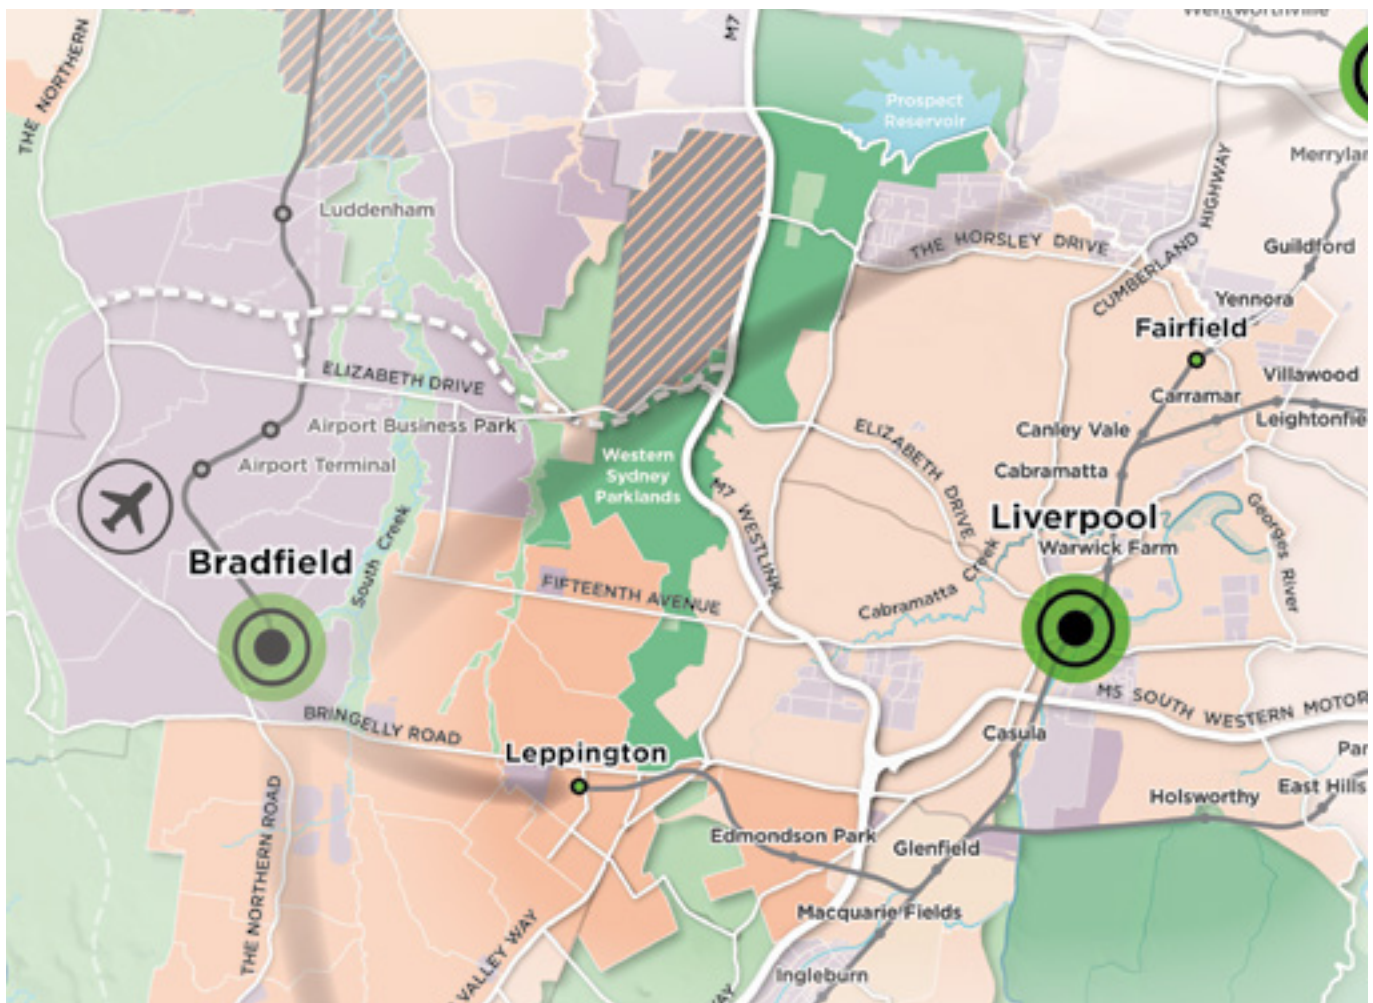 Wentworthville
M7
THE NORTHERN
Prospect
Reservoir
Luddenham
THE HORSLEY DRIVE
CUMBERLAND HIGHWAY
Guildford
Yennora
Fairfield
ELIZABETH DRIVE
Villawood
Carramar
Airport Business Park
Canley Vale
ELIZABETH DRIVE
Airport Terminal
Western
Sydney
Parklands
Cabramatta
M7 WESTLINK
Liverpool
Georges River
Warwick Farm
Bradfield
South Creek
FIFTEENTH AVENUE
Cabramatta Creek
BRINGELLY ROAD
M5 SOUTH WESTERN MOTOR
Leppington
Casula
THE NORTHERN ROAD
East Hills
Holsworthy
Edmondson Park
Glenfield
Macquarie Fields
VALLEY WAY
Ingleburn